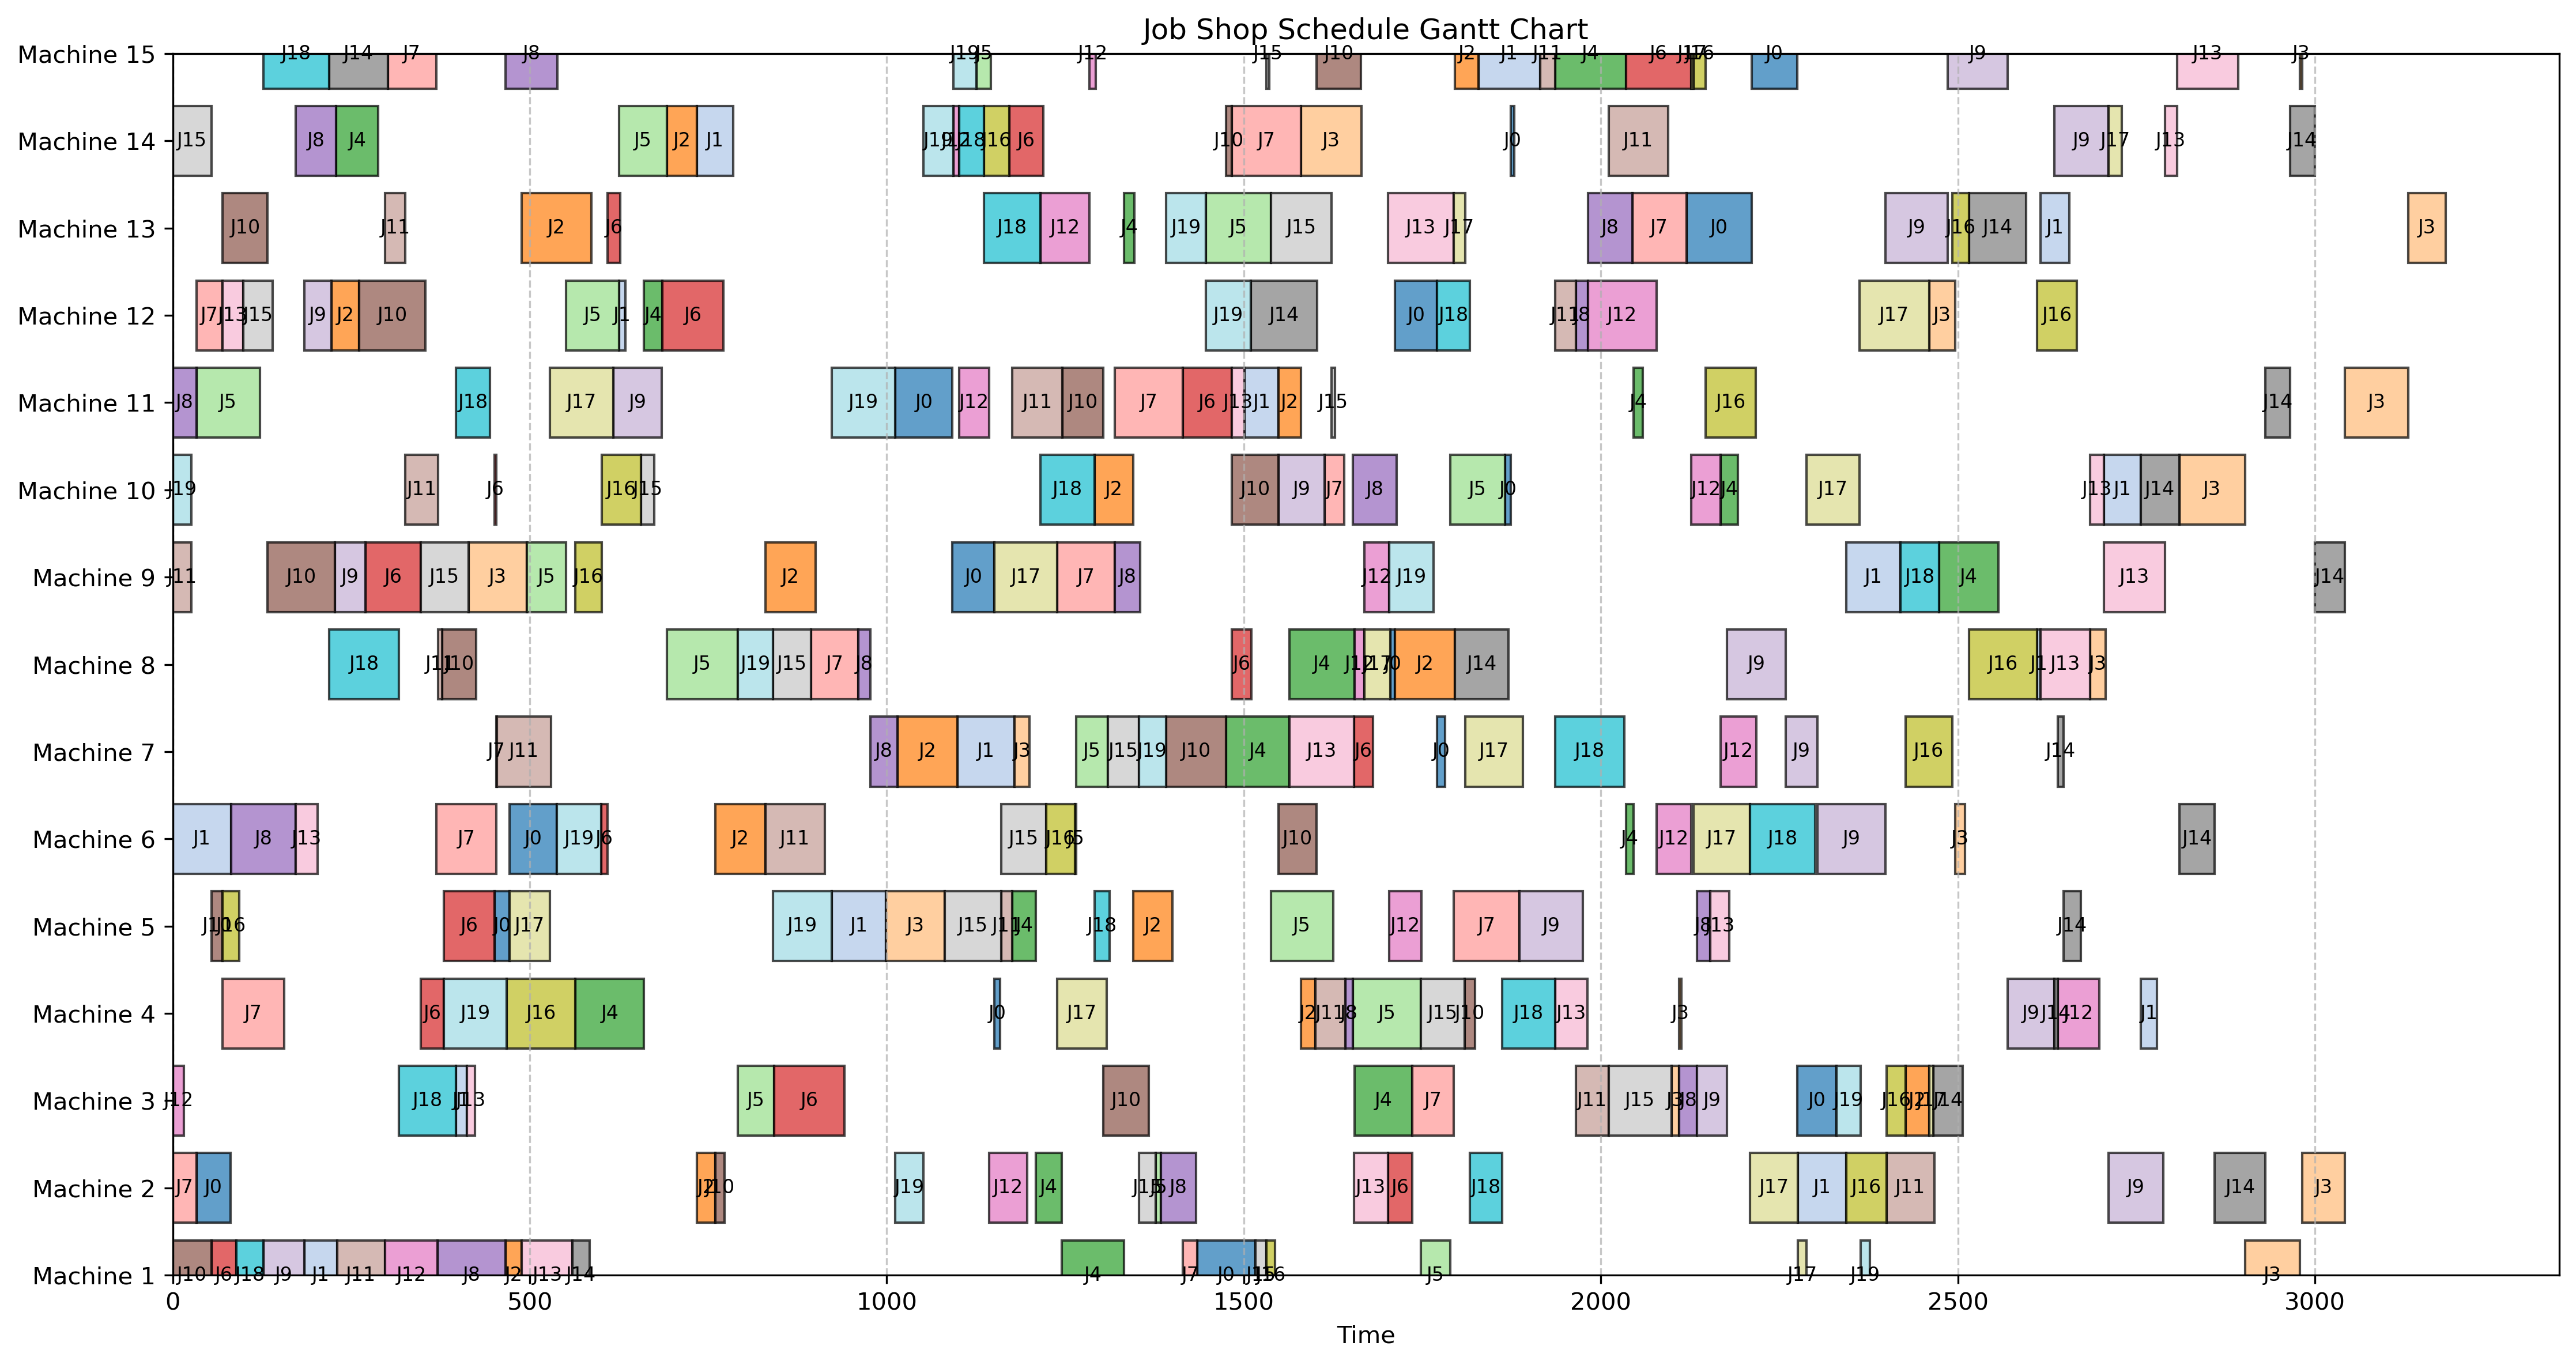 Job Shop Schedule Gantt Chart
Machine 15 J18 J14 J7 J8 J19 J5 J12 J15 J10 J2 J1 J11 J4 J6 J17 J16 J0 J9 J13 J3
Machine 14 J15 J8 J4 J5 J2 J1 J19 J12 J18 J16 J6 J10 J7 J3 J0 J11 J9 J17 J13 J14
Machine 13 J10 J11 J2 J6 J18 J12 J4 J19 J5 J15 J13 J17 J8 J7 J0 J9 J16 J14 J1 J3
Machine 12 J7 J13 J15 J9 J2 J10 J5 J1 J4 J6 J19 J14 J0 J18 J11 J8 J12 J17 J3 J16
Machine 11 J8 J5 J18 J17 J9 J19 J0 J12 J11 J10 J7 J6 J13 J1 J2 J15 J4 J16 J14 J3
Machine 10 J19 J11 J6 J16 J15 J18 J2 J10 J9 J7 J8 J5 J0 J12 J4 J17 J13 J1 J14 J3
Machine 9 J11 J10 J9 J6 J15 J3 J5 J16 J2 J0 J17 J7 J8 J12 J19 J1 J18 J4 J13 J14
Machine 8 J18 J11 J10 J5 J19 J15 J7 J8 J6 J4 J12 J17 J0 J2 J14 J9 J16 J1 J13 J3
Machine 7 J7 J11 J8 J2 J1 J3 J5 J15 J19 J10 J4 J13 J6 J0 J17 J18 J12 J9 J16 J14
Machine 6 J1 J8 J13 J7 J0 J19 J6 J2 J11 J15 J16 J5 J10 J4 J12 J17 J18 J9 J3 J14
Machine 5 J10 J16 J6 J0 J17 J19 J1 J3 J15 J11 J4 J18 J2 J5 J12 J7 J9 J8 J13 J14
Machine 4 J7 J6 J19 J16 J4 J0 J17 J2 J11 J8 J5 J15 J10 J18 J13 J3 J9 J14 J12 J1
Machine 3 J12 J18 J1 J13 J5 J6 J10 J4 J7 J11 J15 J3 J8 J9 J0 J19 J16 J2 J17 J14
Machine 2 J7 J0 J2 J10 J19 J12 J4 J15 J5 J8 J13 J6 J18 J17 J1 J16 J11 J9 J14 J3
Machine 1 J10 J6 J18 J9 J1 J11 J12 J8 J2 J13 J14 J4 J7 J0 J15 J16 J5 J17 J19 J3
0 500 1000 1500 2000 2500 3000
Time